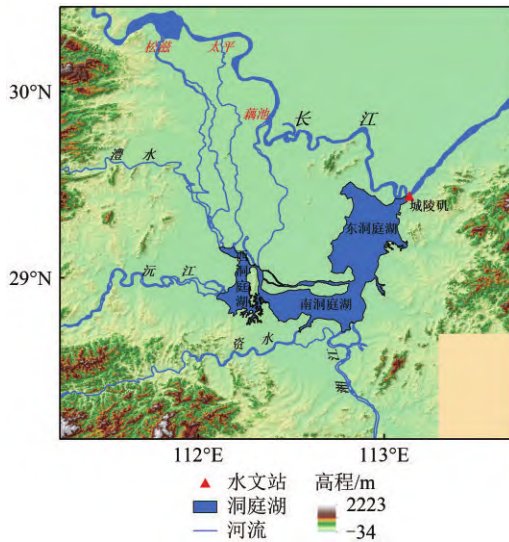 松滋 太平
30°N
藕池
长江
澧水
城陵矶
东洞庭湖
西洞庭湖
沅江
29°N
南洞庭湖
资水
湘江
112°E 113°E
水文站 高程/m
洞庭湖 2223
河流 -34